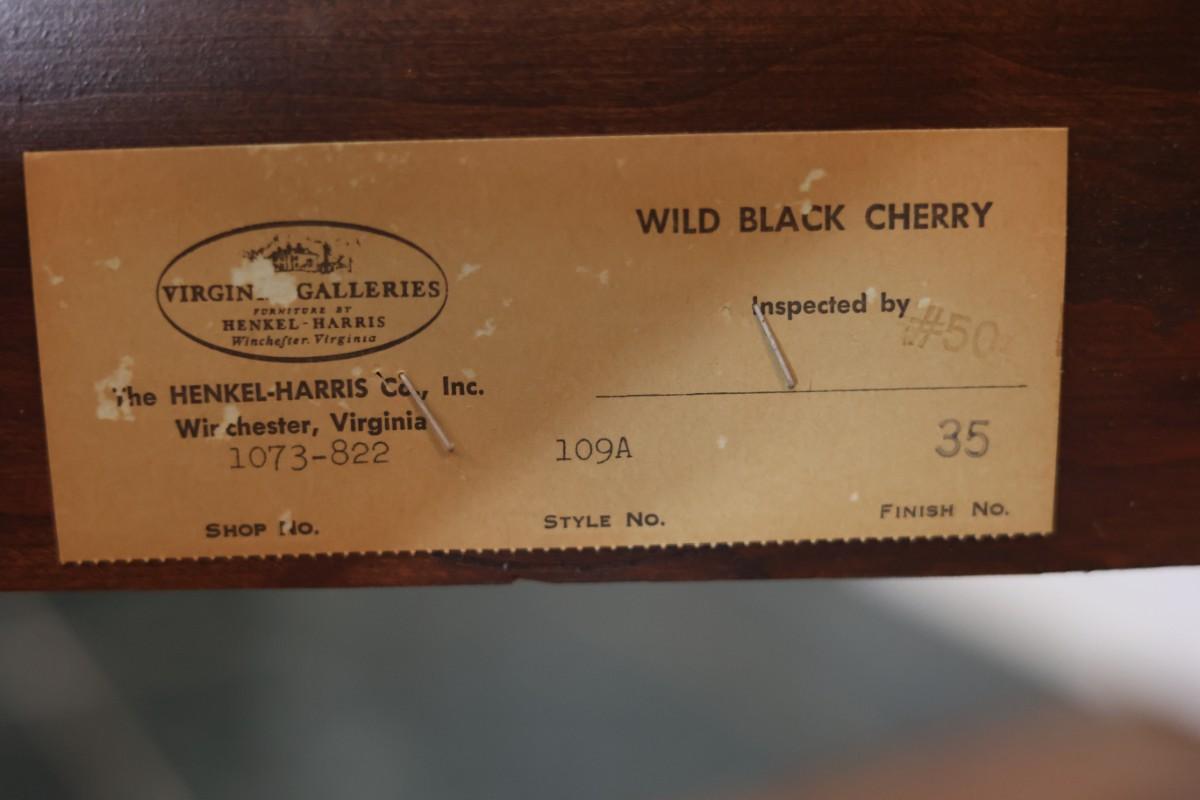 VIRGINIA GALLERIES
FURNITURE BY
HENKEL-HARRIS
Winchester, Virginia
The HENKEL-HARRIS Co., Inc.
Winchester, Virginia
1073-822
SHOP NO.
109A
STYLE NO.
WILD BLACK CHERRY
Inspected by #50
35
FINISH NO.